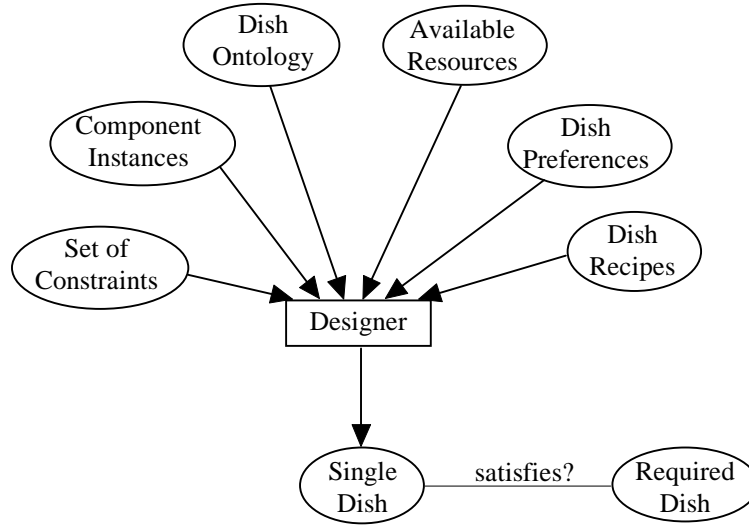 Dish
Ontology
Available
Resources
Component
Instances
Dish
Preferences
Set of
Constraints
Dish
Recipes
Designer
Single
Dish
satisfies?
Required
Dish